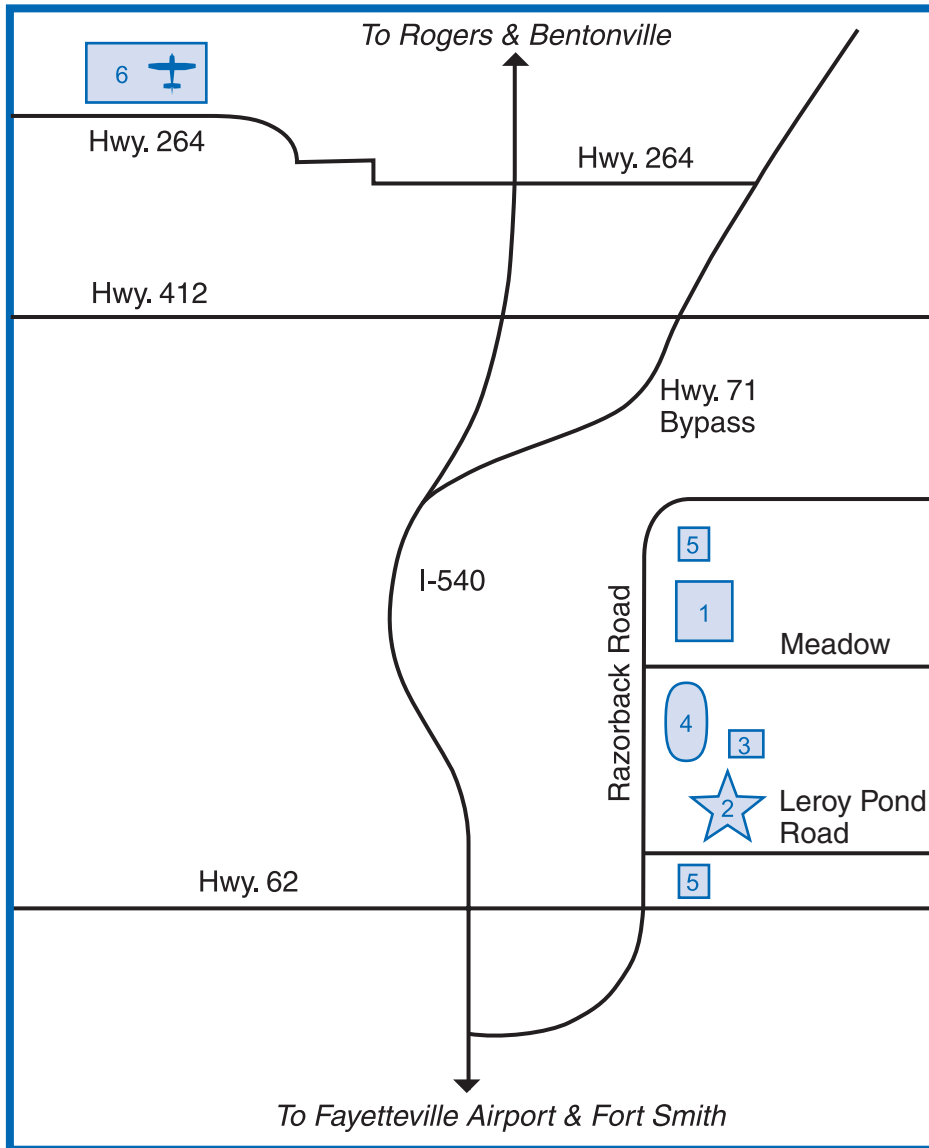 To Rogers & Bentonville
6
Hwy. 264
Hwy. 264
Hwy. 412
Hwy. 71
Bypass
5
I-540
1
Meadow
Razorback Road
4
3
2
Leroy Pond
Road
5
Hwy. 62
To Fayetteville Airport & Fort Smith